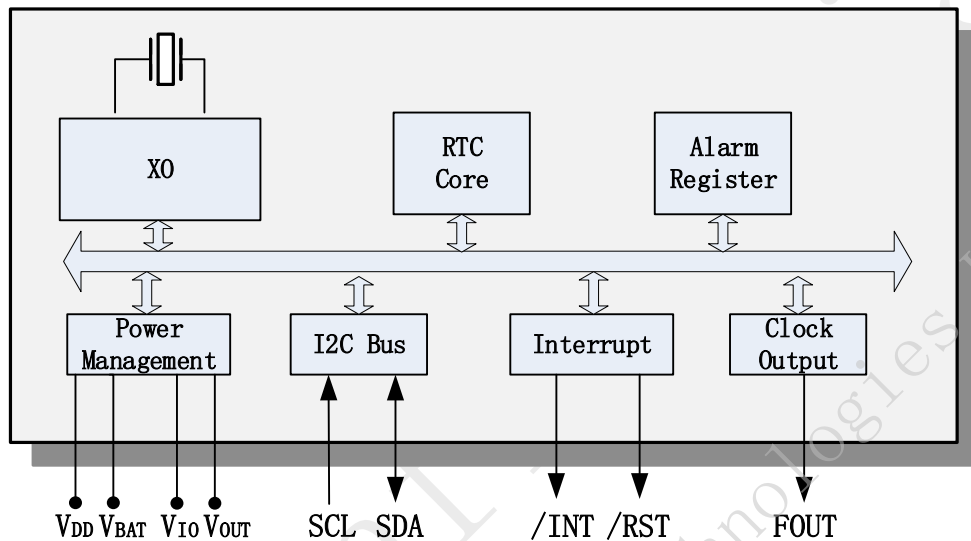 XO
RTC
Core
Alarm
Register
Power
Management
I2C Bus
Interrupt
Clock
Output
VDD VBAT VIO VOUT SCL SDA /INT /RST FOUT